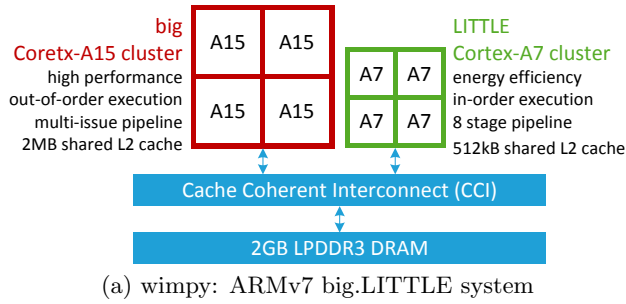 big
Coretx-A15 cluster
high performance
out-of-order execution
multi-issue pipeline
2MB shared L2 cache
A15 A15
A15 A15
A7 A7
A7 A7
LITTLE
Cortex-A7 cluster
energy efficiency
in-order execution
8 stage pipeline
512kB shared L2 cache
Cache Coherent Interconnect (CCI)
2GB LPDDR3 DRAM
(a) wimpy: ARMv7 big.LITTLE system